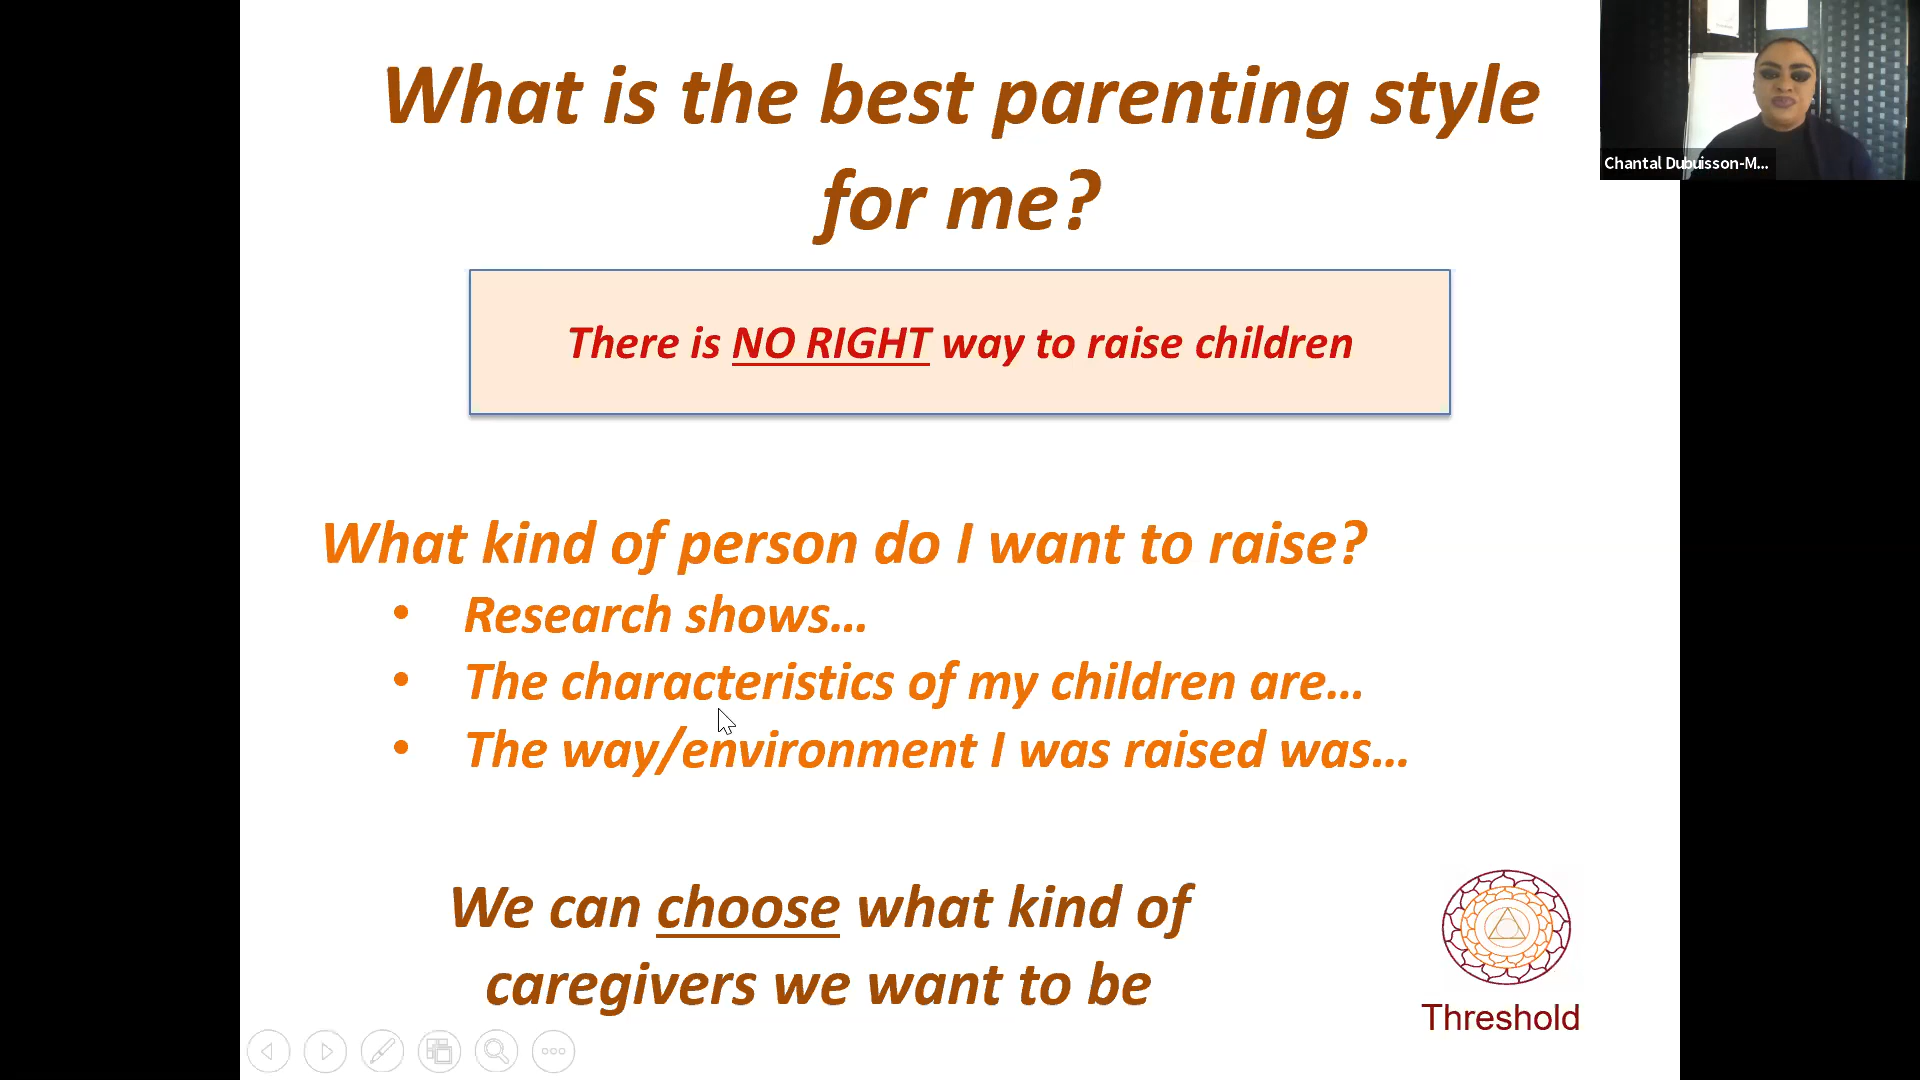 What is the best parenting style
for me?
Chantal Dubuisson-M...
There is NO RIGHT way to raise children
What kind of person do I want to raise?
• Research shows...
• The characteristics of my children are...
• The way/environment I was raised was...
We can choose what kind of
caregivers we want to be
Threshold